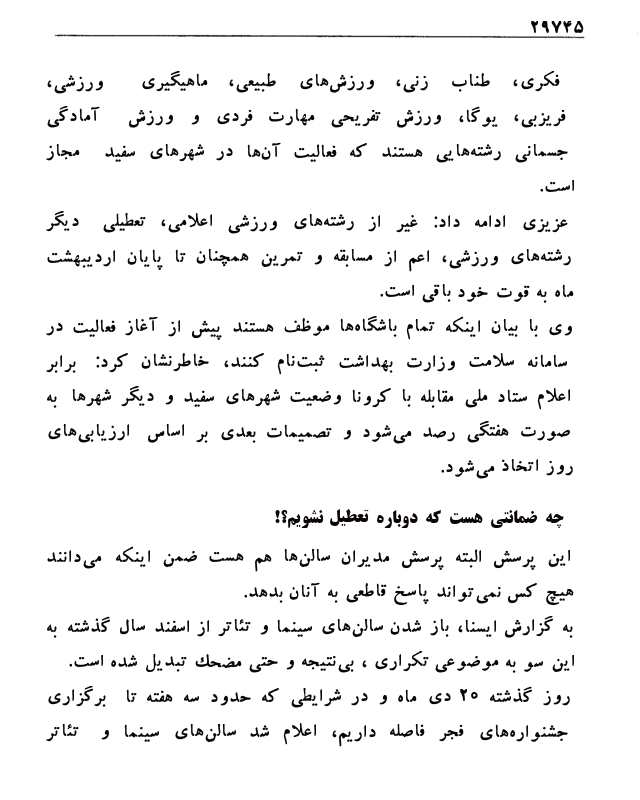 ۲۹۷۴۵
فکری، طناب زنی، ورزش‌های طبیعی، ماهیگیری ورزشی،
فریزبی، یوگا، ورزش تفریحی مهارت فردی و ورزش آمادگی
جسمانی رشته‌هایی هستند که فعالیت آن‌ها در شهرهای سفید مجاز
است.
عزیزی ادامه داد: غیر از رشته‌های ورزشی اعلامی، تعطیلی دیگر
رشته‌های ورزشی، اعم از مسابقه و تمرین همچنان تا پایان اردیبهشت
ماه به قوت خود باقی است.
وی با بیان اینکه تمام باشگاه‌ها موظف هستند پیش از آغاز فعالیت در
سامانه سلامت وزارت بهداشت ثبت‌نام کنند، خاطرنشان کرد: برابر
اعلام ستاد ملی مقابله با کرونا وضعیت شهرهای سفید و دیگر شهرها به
صورت هفتگی رصد می‌شود و تصمیمات بعدی بر اساس ارزیابی‌های
روز اتخاذ می‌شود.
چه ضمانتی هست که دوباره تعطیل نشویم؟!
این پرسش البته پرسش مدیران سالن‌ها هم هست ضمن اینکه می‌دانند
هیچ کس نمی‌تواند پاسخ قاطعی به آنان بدهد.
به گزارش ایسنا، باز شدن سالن‌های سینما و تئاتر از اسفند سال گذشته به
این سو به موضوعی تکراری ، بی‌نتیجه و حتی مضحك تبدیل شده است.
روز گذشته ۲۵ دی ماه و در شرایطی که حدود سه هفته تا برگزاری
جشنواره‌های فجر فاصله داریم، اعلام شد سالن‌های سینما و تئاتر